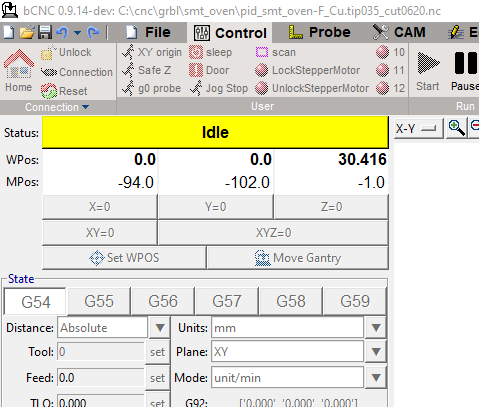 bCNC 0.9.14-dev: C:\cnc\grbl\smt_oven\pid_smt_oven-F_Cu.tip035_cut0620.nc
File Control Probe CAM E
Home Unlock Connection Reset
XY origin sleep scan 10
Safe Z Door LockStepperMotor 11
g0 probe Jog Stop UnlockStepperMotor 12
Start Pause
Connection User Run
Status: Idle
WPos: 0.0 0.0 30.416
MPos: -94.0 -102.0 -1.0
X=0 Y=0 Z=0
XY=0 XYZ=0
Set WPOS Move Gantry
X-Y
State
G54 G55 G56 G57 G58 G59
Distance: Absolute Units: mm
Tool: 0 set Plane: XY
Feed: 0.0 set Mode: unit/min
TLO: 0.000 set G92: ['0.000', '0.000', '0.000']